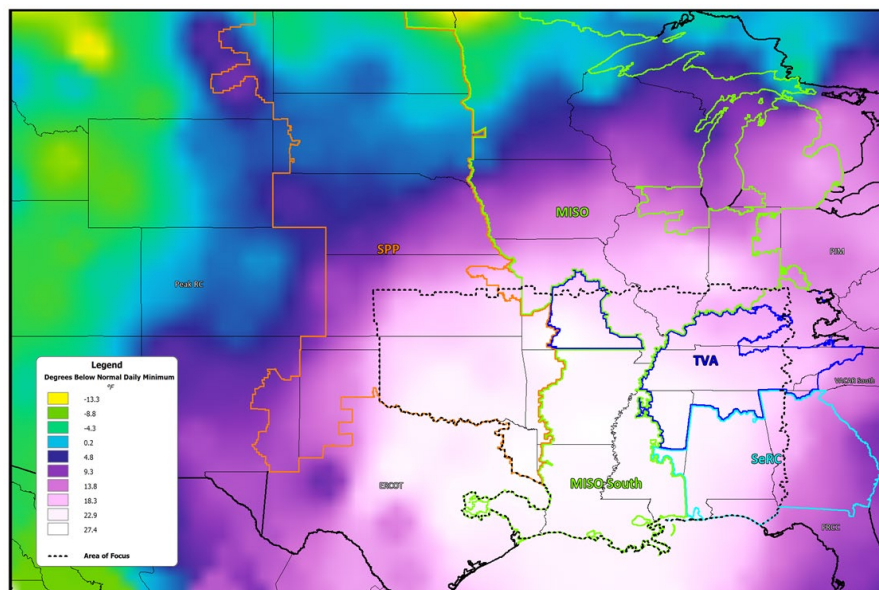 MISO
SPP
PJM
Peak RC
TVA
VACAR South
SeRC
MISO South
ERCOT
FRCC
Legend
Degrees Below Normal Daily Minimum
°F
-13.3
-8.8
-4.3
0.2
4.8
9.3
13.8
18.3
22.9
27.4
Area of Focus